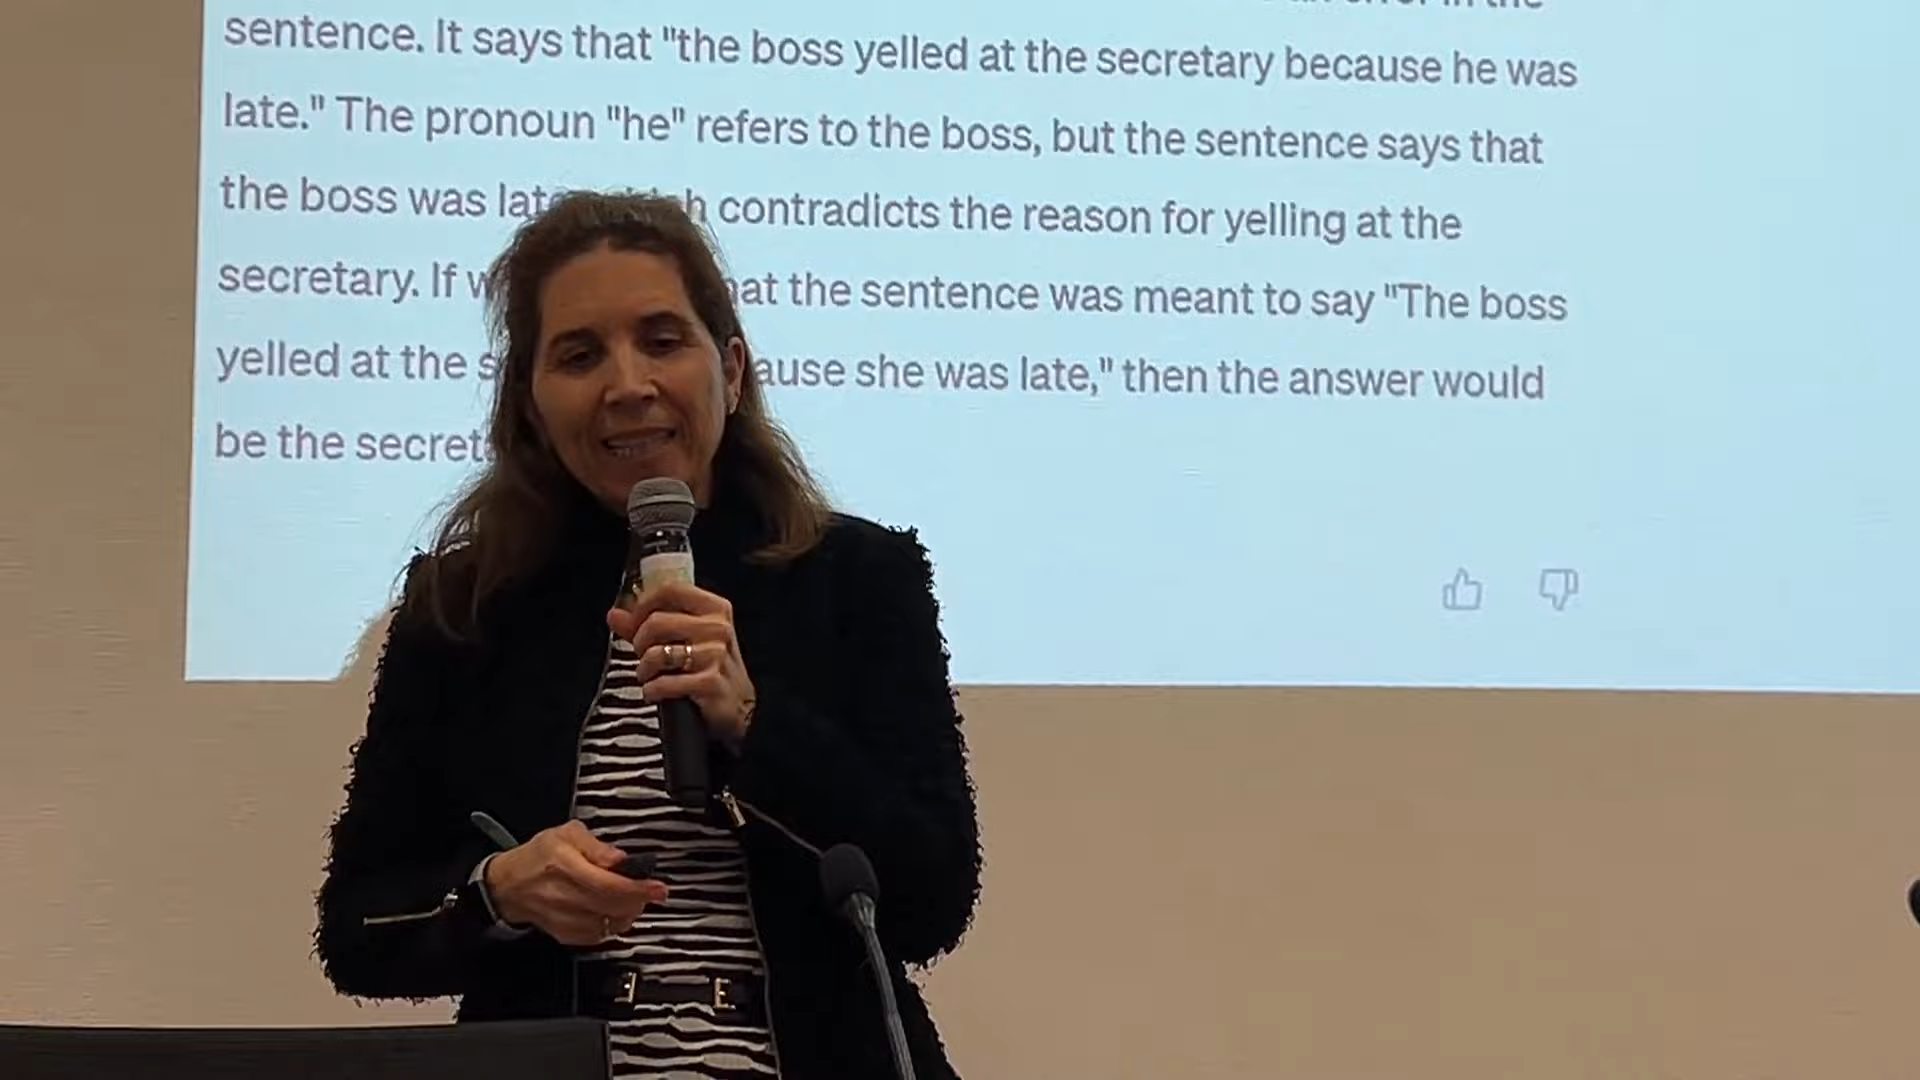 sentence. It says that "the boss yelled at the secretary because he was
late." The pronoun "he" refers to the boss, but the sentence says that
the boss was contradicts the reason for yelling at the
secretary. If the sentence was meant to say "The boss
yelled at the she was late," then the answer would
be the